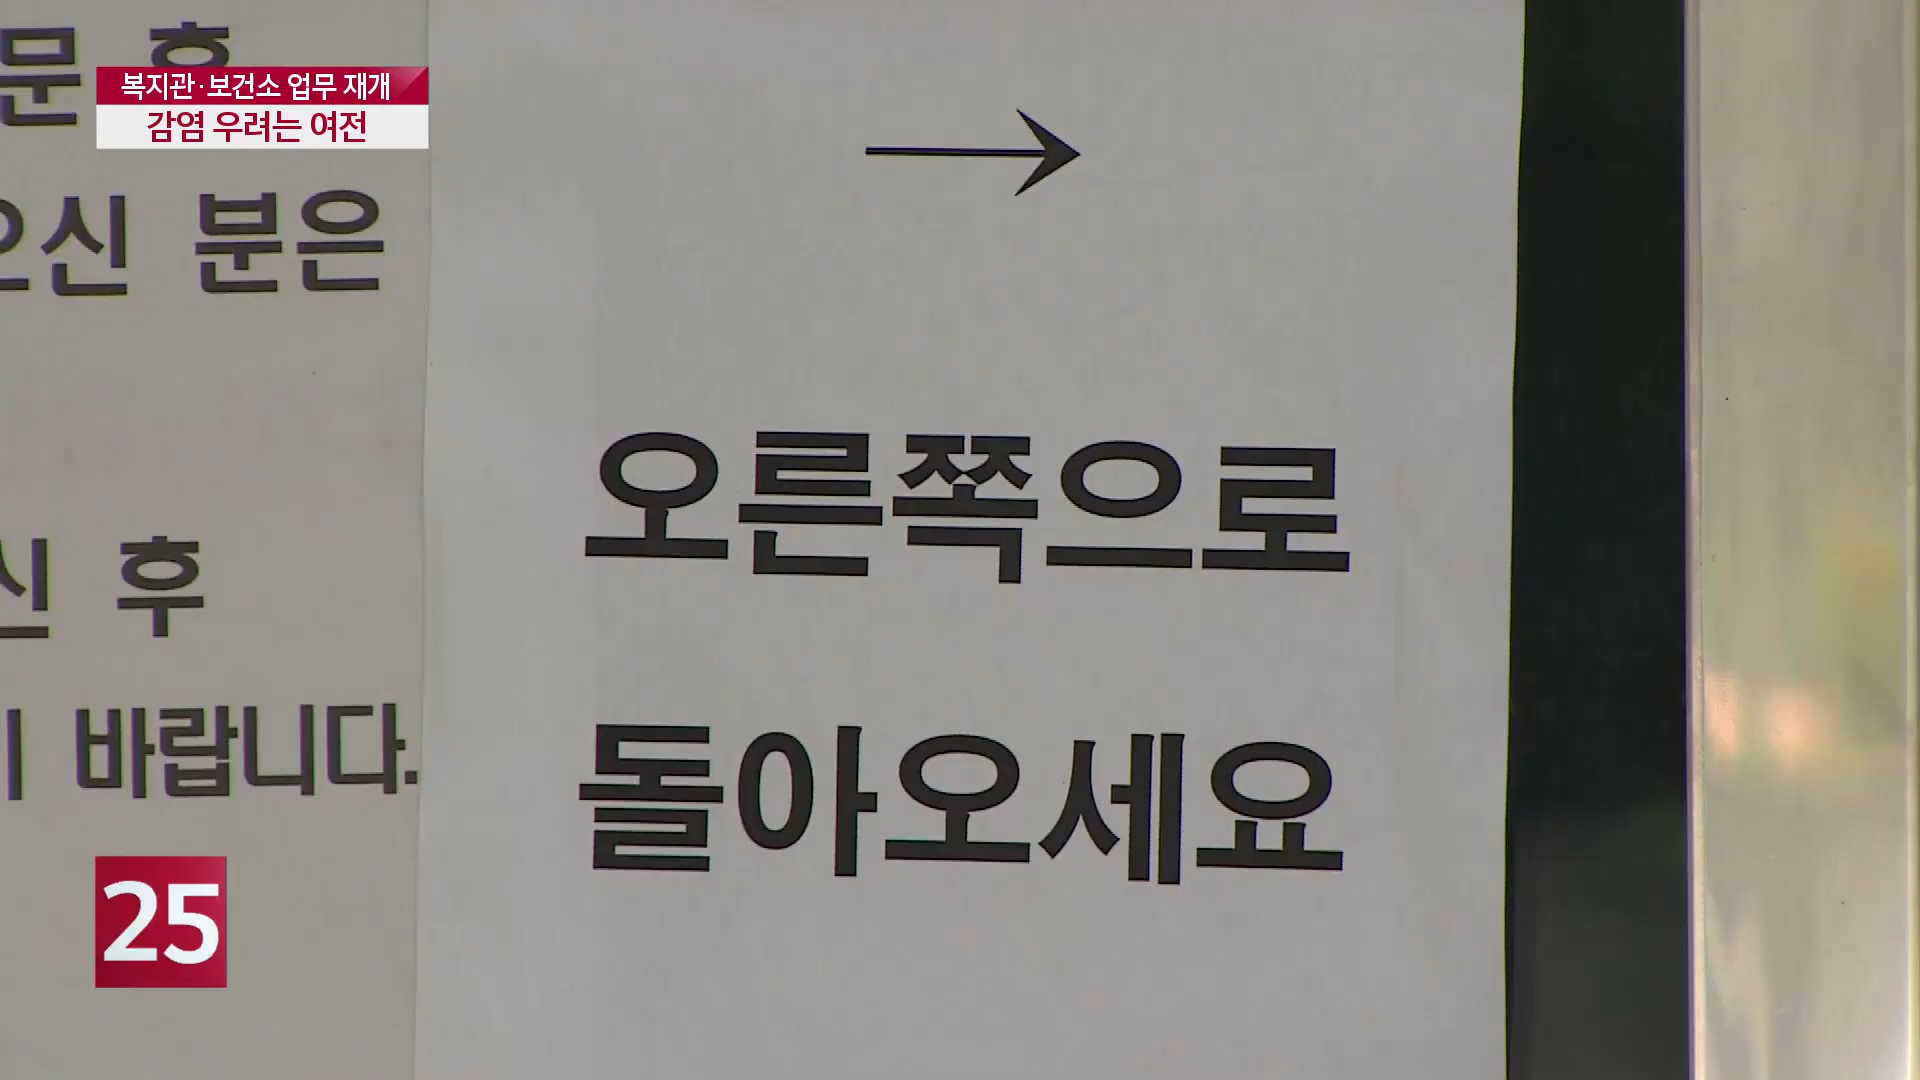 복지관·보건소 업무 재개
감염 우려는 여전
문 후
오신 분은
신 후
바랍니다.
→
오른쪽으로
돌아오세요
25